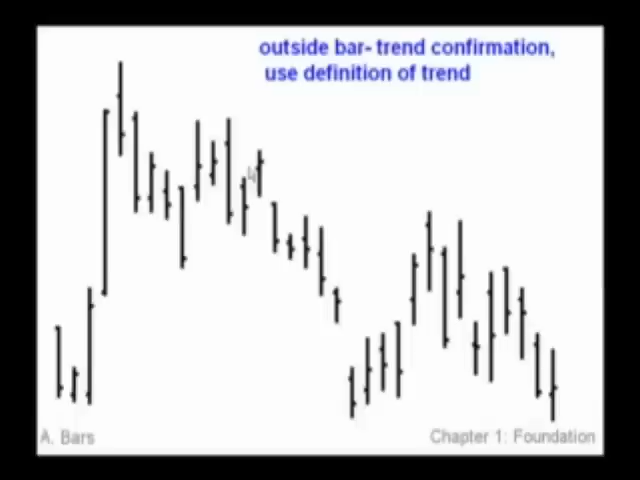 outside bar- trend confirmation,
use definition of trend
A. Bars
Chapter 1: Foundation